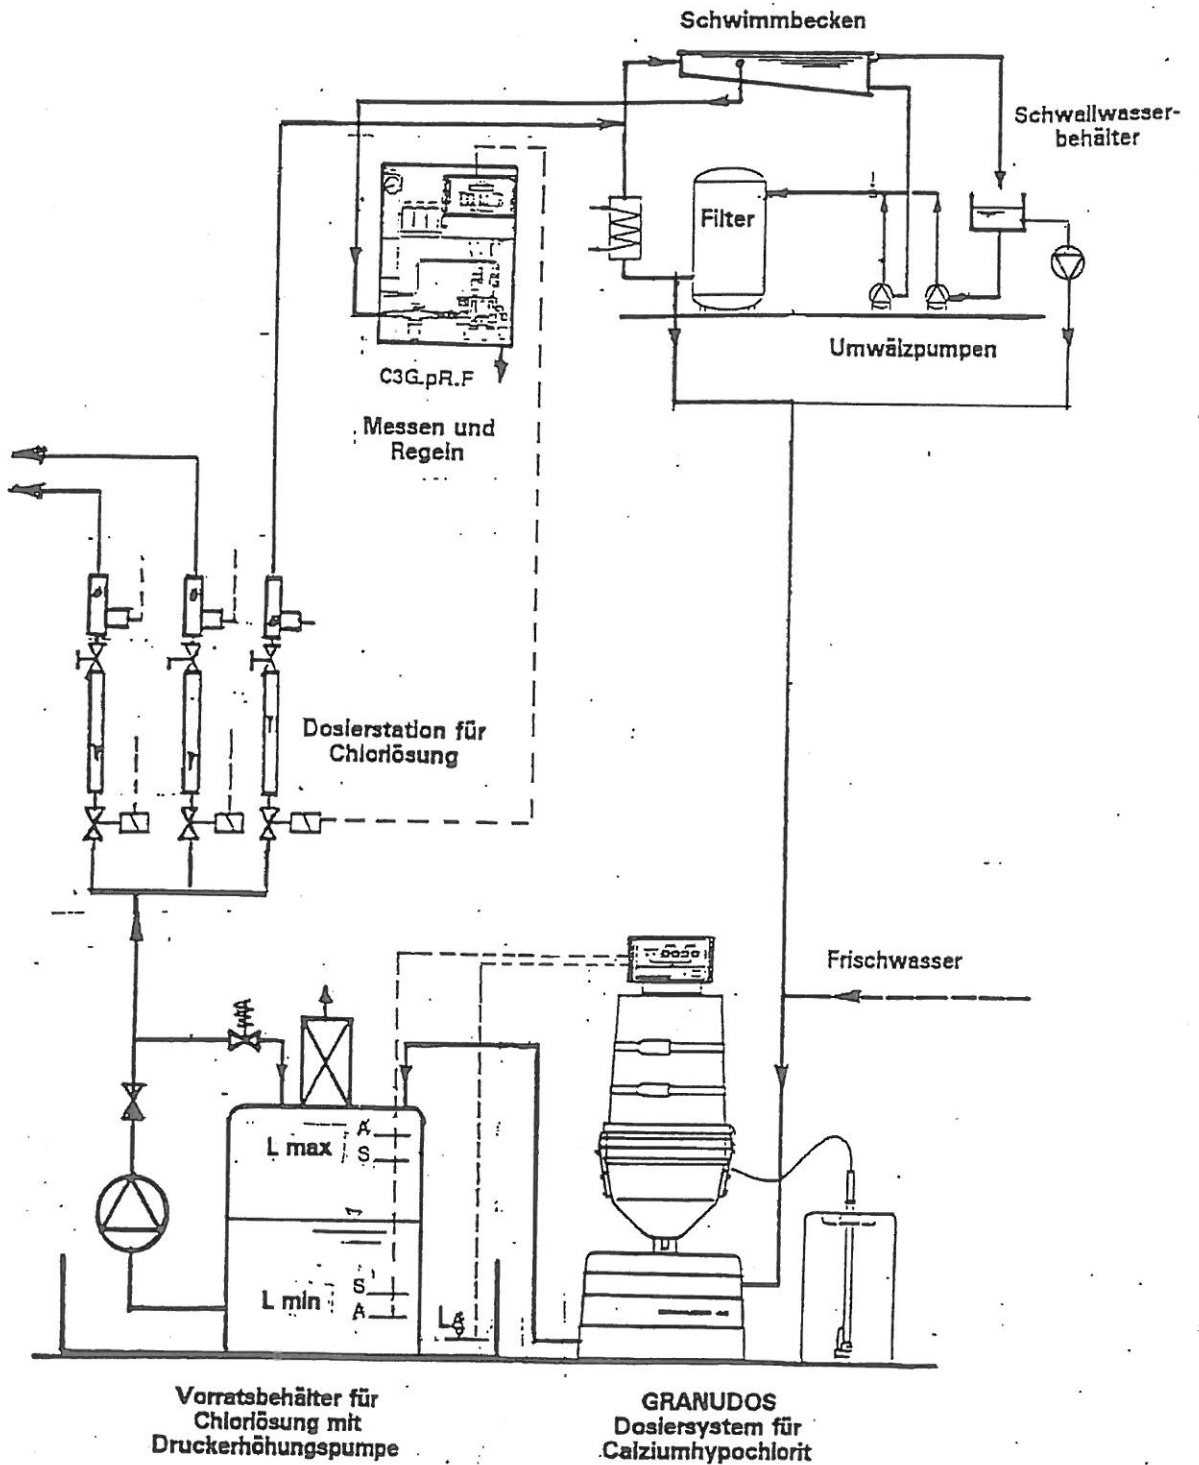 Schwimmbecken
Schwallwasser-
behälter
Filter
Umwälzpumpen
C3G.pR.F
Messen und
Regeln
Dosierstation für
Chlorlösung
Frischwasser
L max
A
S
L min
S
A
L
A
Vorratsbehälter für
Chlorlösung mit
Druckerhöhungspumpe
GRANUDOS
Dosiersystem für
Calziumhypochlorit